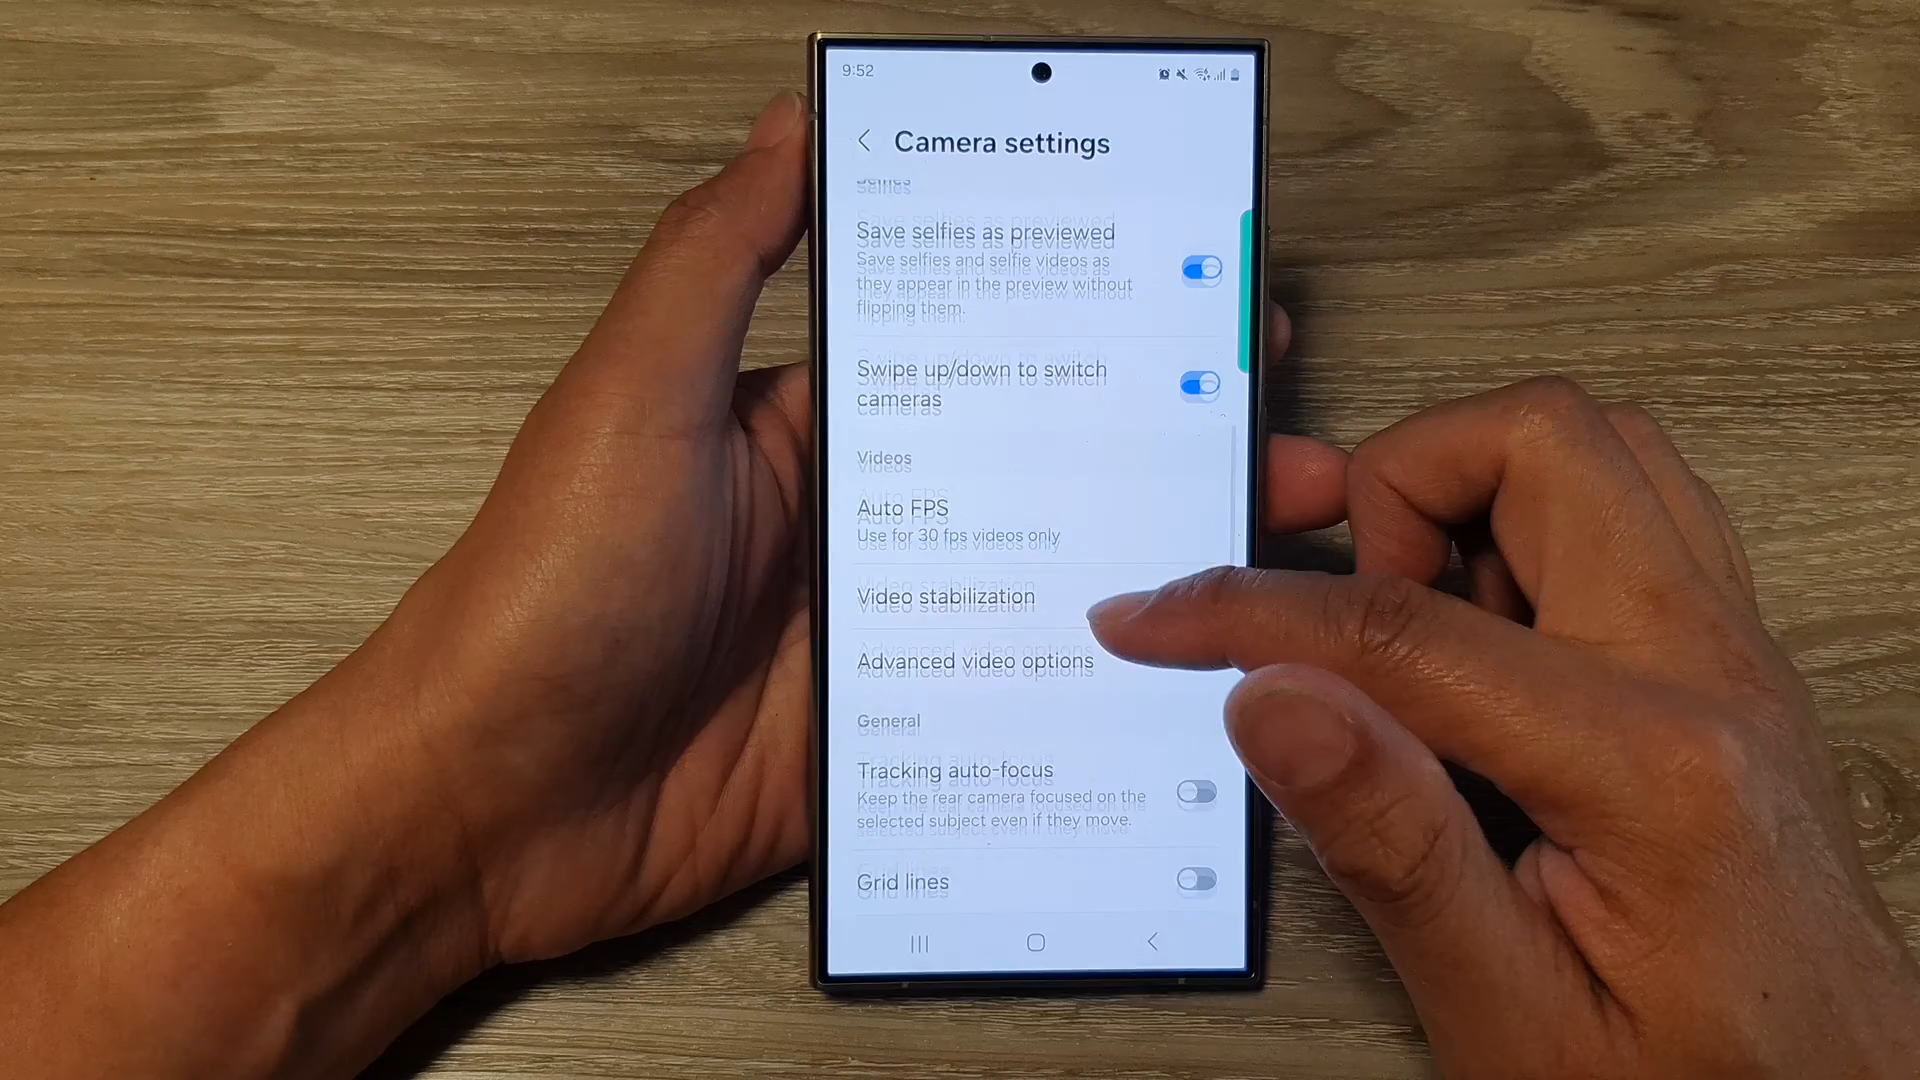 9:52
Camera settings
Selfies
Save selfies as previewed
Save selfies and selfie videos as
they appear in the preview without
flipping them.
Swipe up/down to switch
cameras
Videos
Auto FPS
Use for 30 fps videos only
Video stabilization
Advanced video options
General
Tracking auto-focus
Keep the rear camera focused on the
selected subject even if they move.
Grid lines